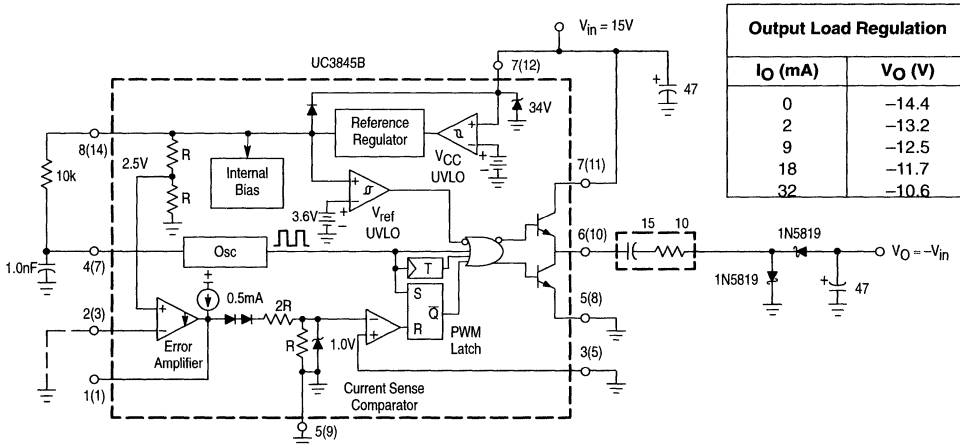 Vin = 15V
UC3845B
7(12)
34V
47
Reference
Regulator
VCC
UVLO
8(14)
R
2.5V
Internal
Bias
R
10k
3.6V
Vref
UVLO
7(11)
Osc
4(7)
1.0nF
T
6(10)
15
10
1N5819
VO = –Vin
1N5819
47
0.5mA
2R
S
Q
R
PWM
Latch
5(8)
2(3)
Error
Amplifier
R
1.0V
Current Sense
Comparator
3(5)
1(1)
5(9)
Output Load Regulation
IO (mA) VO (V)
0 –14.4
2 –13.2
9 –12.5
18 –11.7
32 –10.6